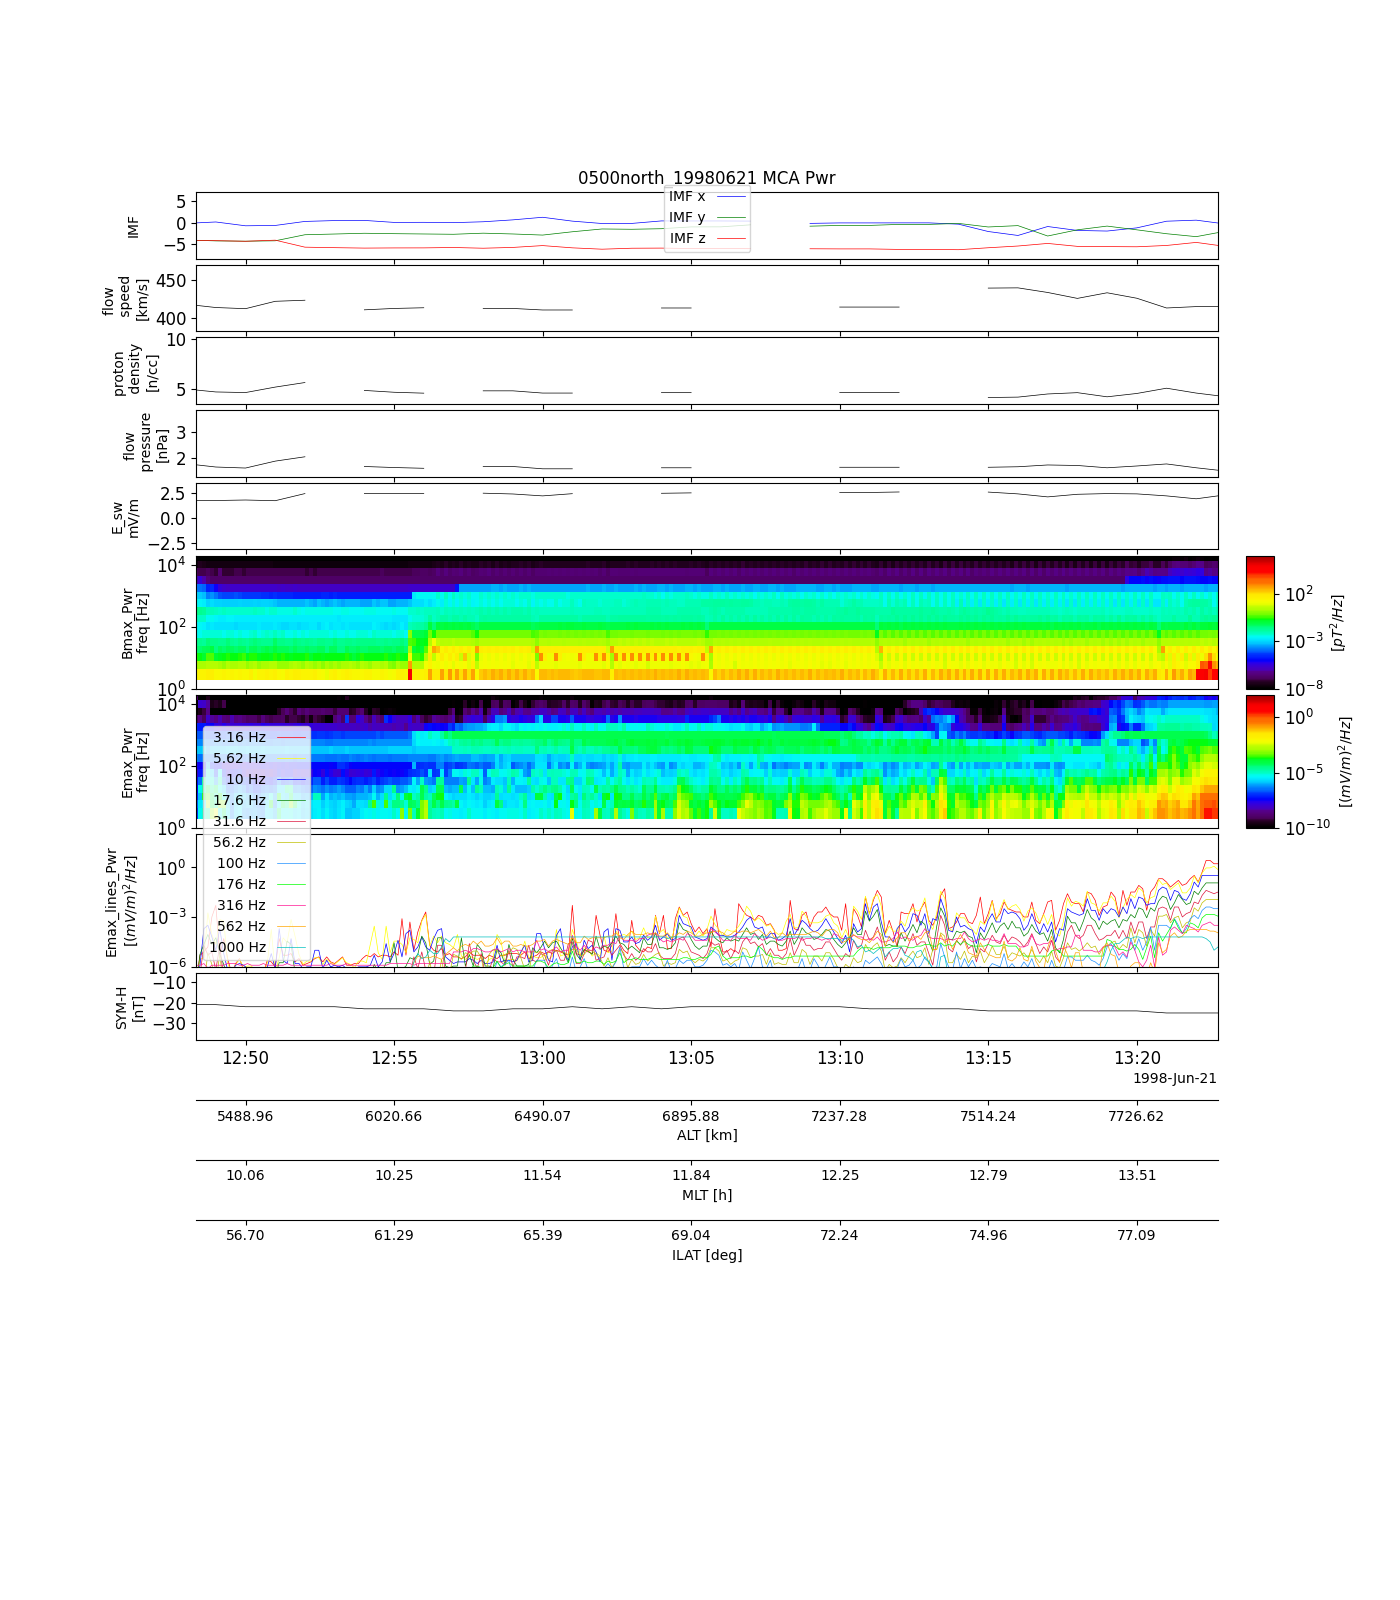 0500north_19980621 MCA Pwr
IMF
5
0
−5
IMF x
IMF y
IMF z
flow
speed
[km/s]
450
400
proton
density
[n/cc]
10
5
flow
pressure
[nPa]
3
2
E_sw
mV/m
2.5
0.0
−2.5
Bmax_Pwr
freq [Hz]
10^4
10^2
10^0
10^2
10^-3
10^-8
[pT^2/Hz]
Emax_Pwr
freq [Hz]
10^4
10^2
10^0
10^0
10^-5
10^-10
[(mV/m)^2/Hz]
3.16 Hz
5.62 Hz
10 Hz
17.6 Hz
31.6 Hz
56.2 Hz
100 Hz
176 Hz
316 Hz
562 Hz
1000 Hz
Emax_lines_Pwr
[(mV/m)^2/Hz]
10^0
10^-3
10^-6
SYM-H
[nT]
−10
−20
−30
12:50 12:55 13:00 13:05 13:10 13:15 13:20
1998-Jun-21
5488.96 6020.66 6490.07 6895.88 7237.28 7514.24 7726.62
ALT [km]
10.06 10.25 11.54 11.84 12.25 12.79 13.51
MLT [h]
56.70 61.29 65.39 69.04 72.24 74.96 77.09
ILAT [deg]